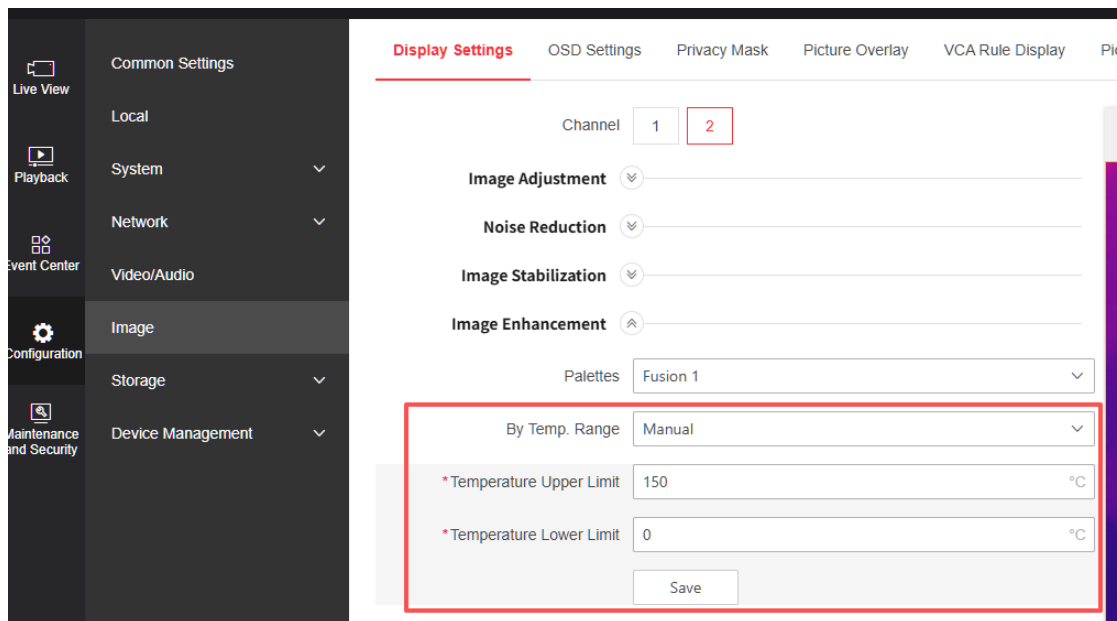 Display Settings OSD Settings Privacy Mask Picture Overlay VCA Rule Display
Live View
Playback
Event Center
Configuration
Maintenance
and Security
Common Settings
Local
System
Network
Video/Audio
Image
Storage
Device Management
Channel 1 2
Image Adjustment
Noise Reduction
Image Stabilization
Image Enhancement
Palettes Fusion 1
By Temp. Range Manual
*Temperature Upper Limit 150 °C
*Temperature Lower Limit 0 °C
Save